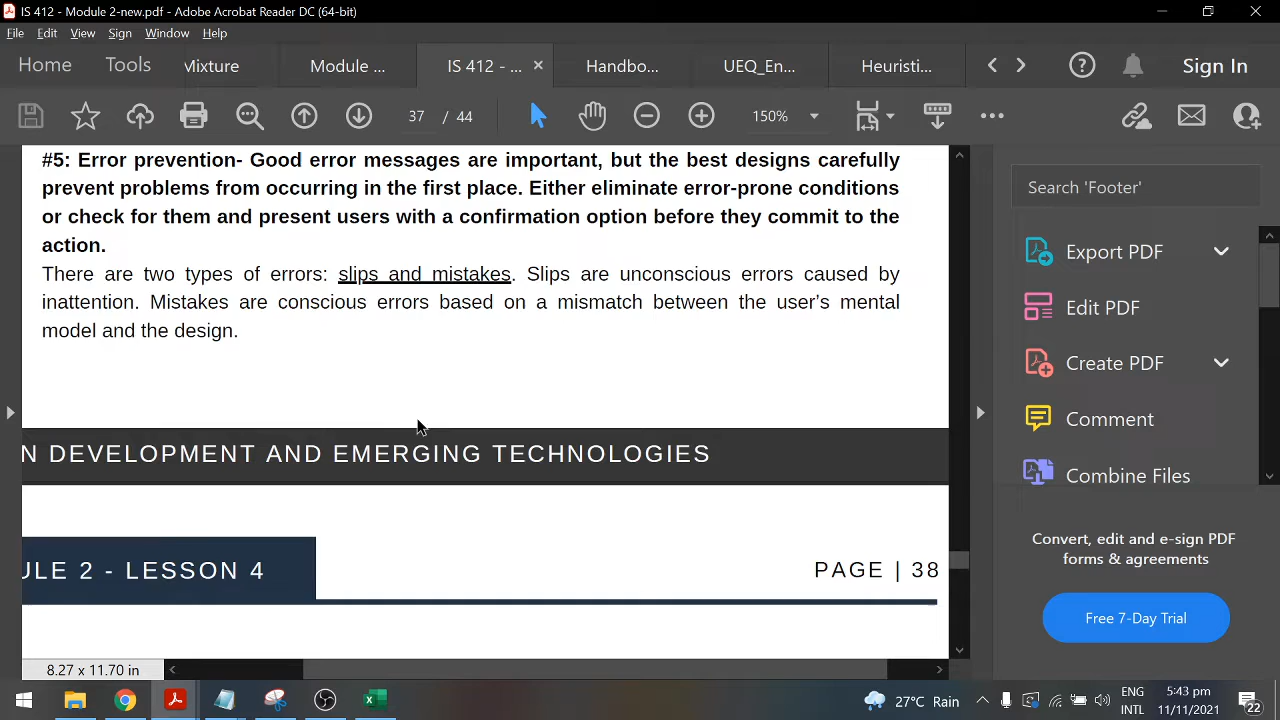 IS 412 - Module 2-new.pdf - Adobe Acrobat Reader DC (64-bit)
File Edit View Sign Window Help
Home Tools Mixture Module ... IS 412 - ... Handbo... UEQ_En... Heuristi... Sign In
37 / 44 150%
#5: Error prevention- Good error messages are important, but the best designs carefully
prevent problems from occurring in the first place. Either eliminate error-prone conditions
or check for them and present users with a confirmation option before they commit to the
action.
There are two types of errors: slips and mistakes. Slips are unconscious errors caused by
inattention. Mistakes are conscious errors based on a mismatch between the user's mental
model and the design.
N DEVELOPMENT AND EMERGING TECHNOLOGIES
ULE 2 - LESSON 4
PAGE | 38
8.27 x 11.70 in
Search 'Footer'
Export PDF
Edit PDF
Create PDF
Comment
Combine Files
Convert, edit and e-sign PDF
forms & agreements
Free 7-Day Trial
27°C Rain
ENG
INTL
5:43 pm
11/11/2021
22